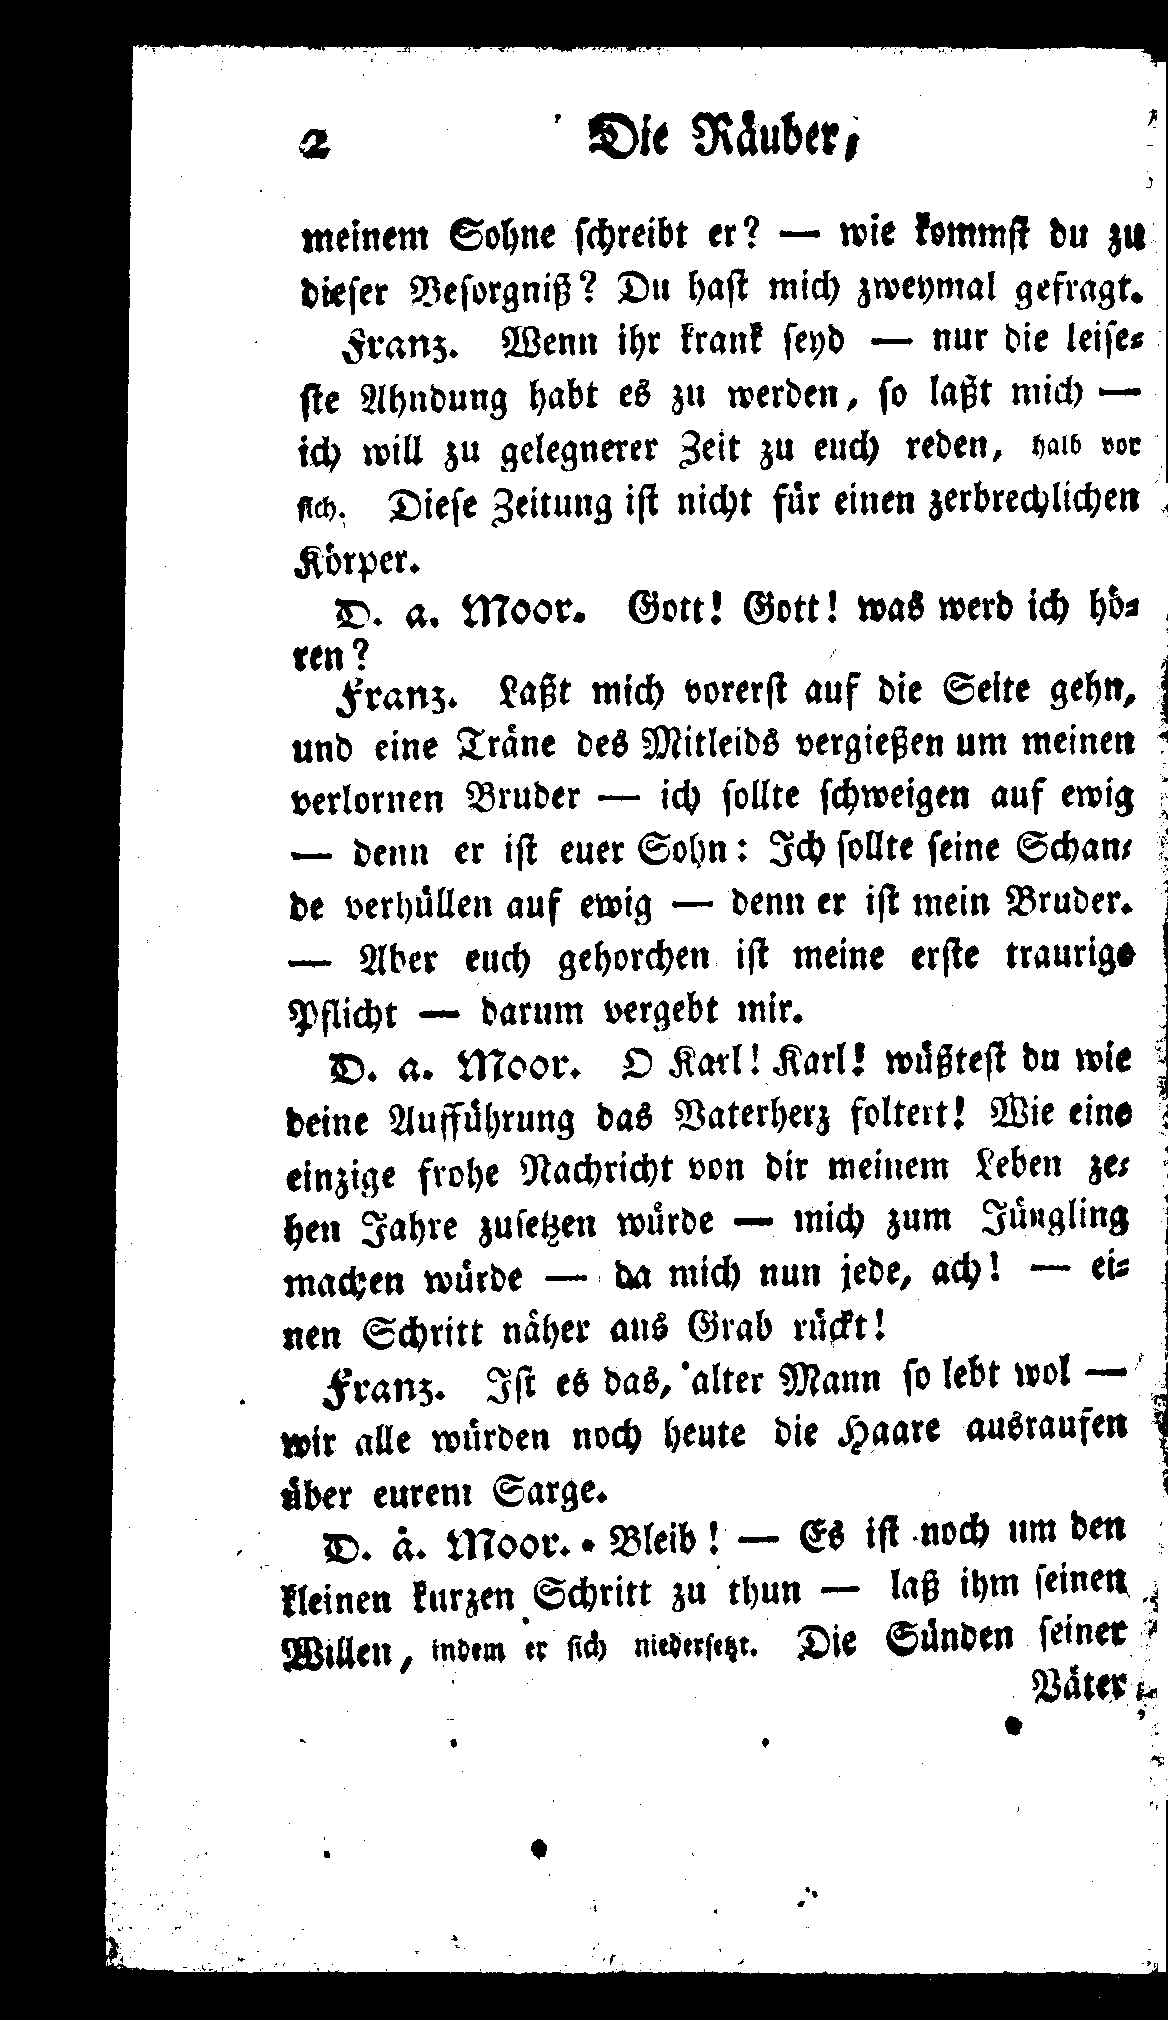 2 Die Räuber,
meinem Sohne ſchreibt er? — wie kommſt du zu
dieſer Beſorgniß? Du haſt mich zweymal gefragt.
Franz. Wenn ihr krank ſeyd — nur die leiſe⸗
ſte Ahndung habt es zu werden, ſo laßt mich —
ich will zu gelegnerer Zeit zu euch reden, halb vor
ſich. Dieſe Zeitung iſt nicht für einen zerbrechlichen
Körper.
D. a. Moor. Gott! Gott! was werd ich hö⸗
ren?
Franz. Laßt mich vorerſt auf die Seite gehn,
und eine Träne des Mitleids vergießen um meinen
verlornen Bruder — ich ſollte ſchweigen auf ewig
— denn er iſt euer Sohn: Ich ſollte ſeine Schan⸗
de verhüllen auf ewig — denn er iſt mein Bruder.
— Aber euch gehorchen iſt meine erſte traurige
Pflicht — darum vergebt mir.
D. a. Moor. O Karl! Karl! wüßteſt du wie
deine Aufführung das Vaterherz foltert! Wie eine
einzige frohe Nachricht von dir meinem Leben ze⸗
hen Jahre zuſetzen würde — mich zum Jüngling
machen würde — da mich nun jede, ach! — ei⸗
nen Schritt näher ans Grab rückt!
Franz. Iſt es das, alter Mann ſo lebt wol —
wir alle würden noch heute die Haare ausraufen
über eurem Sarge.
D. a. Moor. Bleib! — Es iſt noch um den
kleinen kurzen Schritt zu thun — laß ihm ſeinen
Willen, indem er ſich niederſetzt. Die Sünden ſeiner
Väter